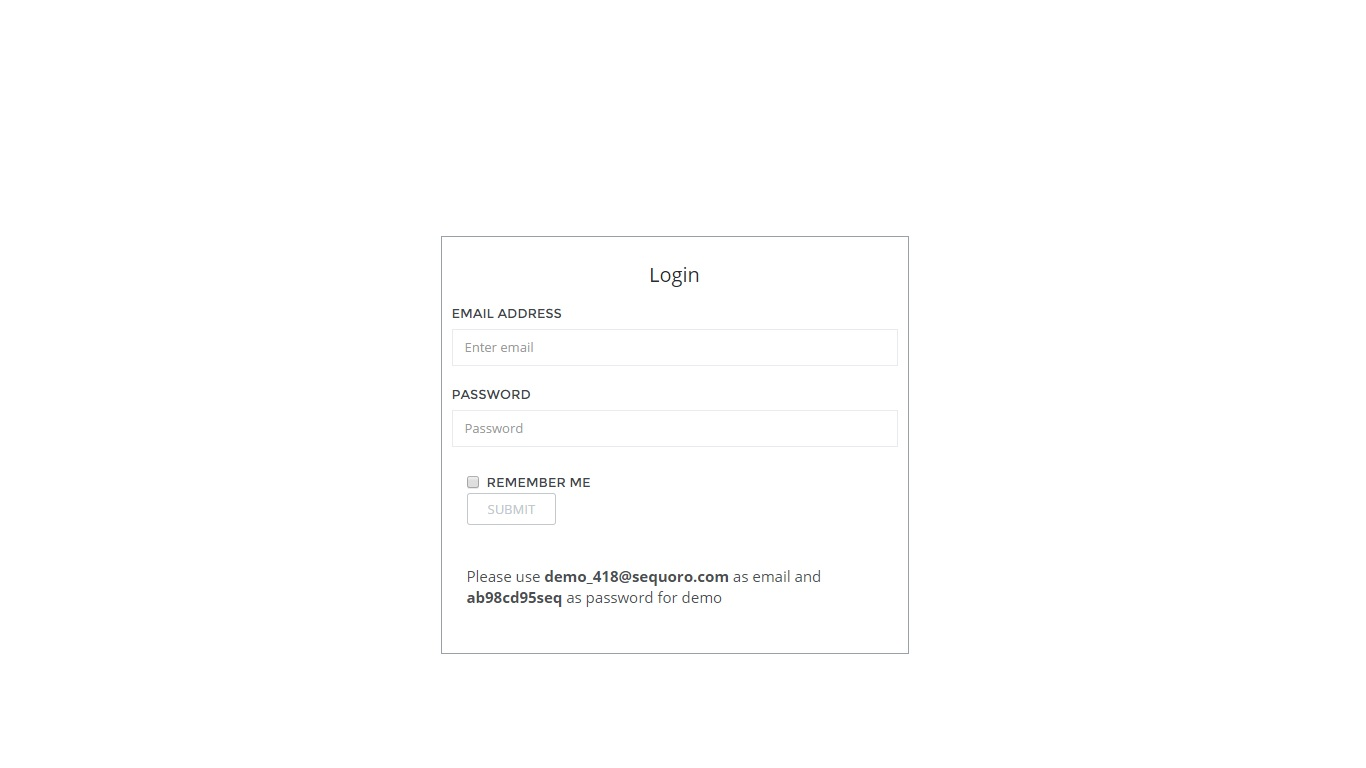 Login
EMAIL ADDRESS
Enter email
PASSWORD
Password
REMEMBER ME
SUBMIT
Please use demo_418@sequoro.com as email and
ab98cd95seq as password for demo